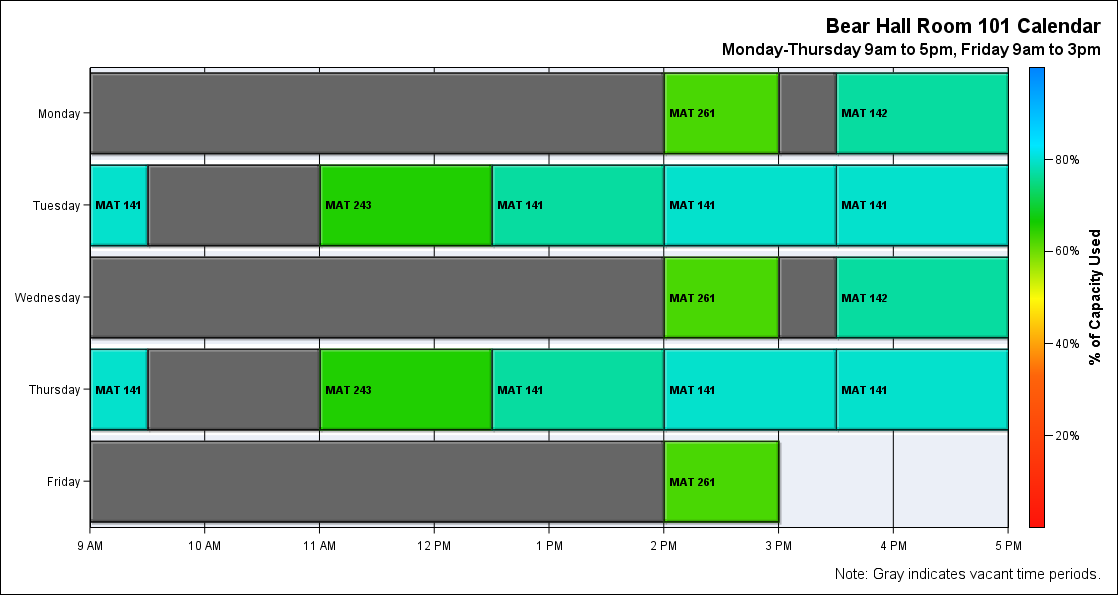 Bear Hall Room 101 Calendar
Monday-Thursday 9am to 5pm, Friday 9am to 3pm
Monday
MAT 261
MAT 142
80%
Tuesday
MAT 141
MAT 243
MAT 141
MAT 141
MAT 141
60%
Wednesday
MAT 261
MAT 142
% of Capacity Used
40%
Thursday
MAT 141
MAT 243
MAT 141
MAT 141
MAT 141
20%
Friday
MAT 261
9 AM
10 AM
11 AM
12 PM
1 PM
2 PM
3 PM
4 PM
5 PM
Note: Gray indicates vacant time periods.